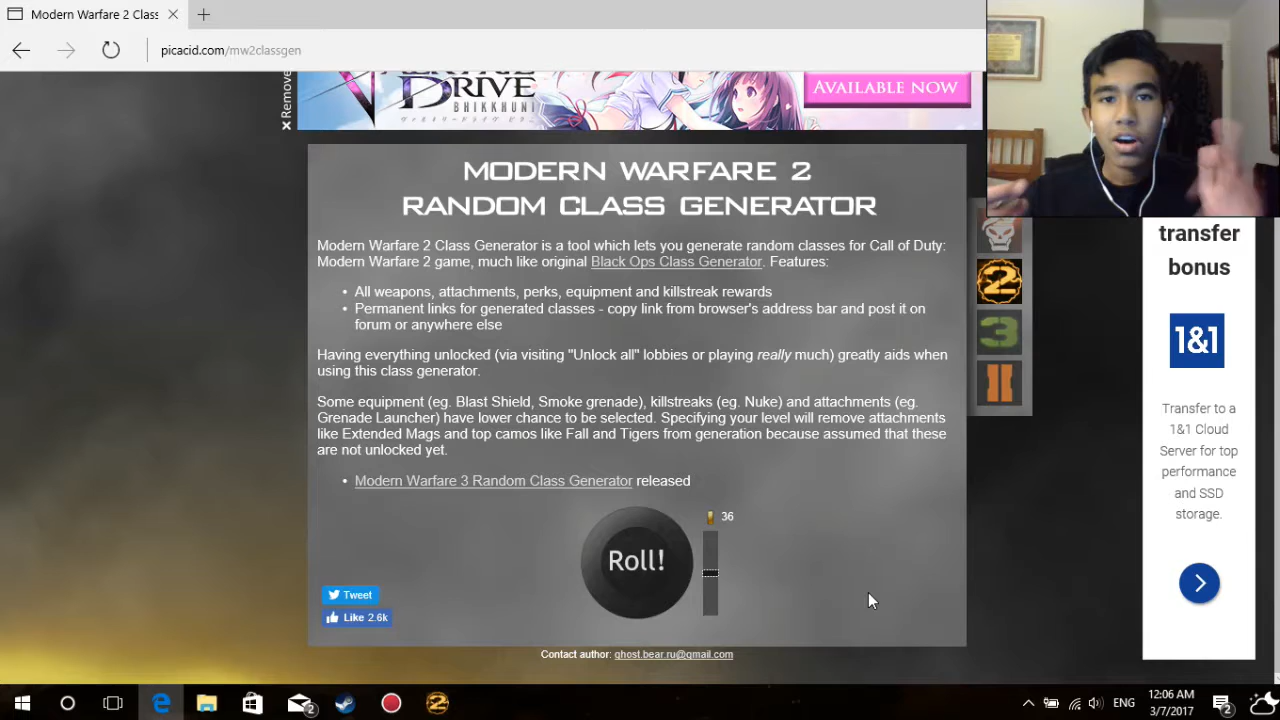 Modern Warfare 2 Class
picacid.com/mw2classgen
Remove
DRIVE
BHIKKHUNI
AVAILABLE NOW
MODERN WARFARE 2
RANDOM CLASS GENERATOR
Modern Warfare 2 Class Generator is a tool which lets you generate random classes for Call of Duty:
Modern Warfare 2 game, much like original Black Ops Class Generator. Features:
• All weapons, attachments, perks, equipment and killstreak rewards
• Permanent links for generated classes - copy link from browser's address bar and post it on
forum or anywhere else
Having everything unlocked (via visiting "Unlock all" lobbies or playing really much) greatly aids when
using this class generator.
Some equipment (eg. Blast Shield, Smoke grenade), killstreaks (eg. Nuke) and attachments (eg.
Grenade Launcher) have lower chance to be selected. Specifying your level will remove attachments
like Extended Mags and top camos like Fall and Tigers from generation because assumed that these
are not unlocked yet.
• Modern Warfare 3 Random Class Generator released
36
Roll!
Tweet
Like 2.6k
Contact author: ghost.bear.ru@gmail.com
2
3
II
transfer
bonus
1&1
Transfer to a
1&1 Cloud
Server for top
performance
and SSD
storage.
2
2
ENG
12:06 AM
3/7/2017
2